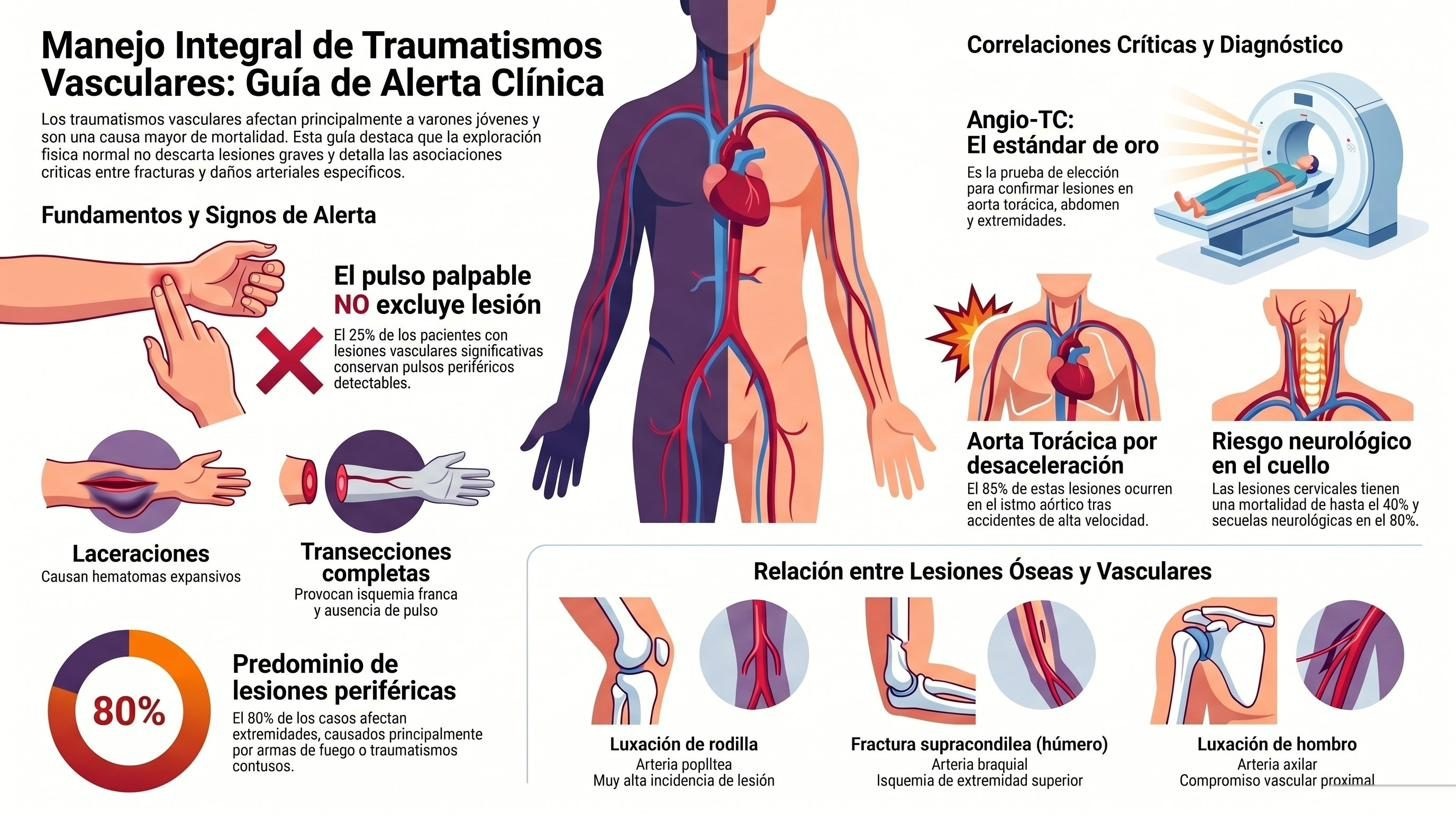 Manejo Integral de Traumatismos
Vasculares: Guía de Alerta Clínica
Los traumatismos vasculares afectan principalmente a varones jóvenes y
son una causa mayor de mortalidad. Esta guía destaca que la exploración
fisica normal no descarta lesiones graves y detalla las asociaciones
criticas entre fracturas y daños arteriales específicos.
Fundamentos y Signos de Alerta
El pulso palpable
NO excluye lesión
El 25% de los pacientes con
lesiones vasculares significativas
conservan pulsos periféricos
detectables.
Laceraciones
Causan hematomas expansivos
Transecciones
completas
Provocan isquemia franca
y ausencia de pulso
80%
Predominio de
lesiones periféricas
El 80% de los casos afectan
extremidades, causados principalmente
por armas de fuego o traumatismos
contusos.
Correlaciones Críticas y Diagnóstico
Angio-TC:
El estándar de oro
Es la prueba de elección
para confirmar lesiones en
aorta torácica, abdomen
y extremidades.
Aorta Torácica por
desaceleración
El 85% de estas lesiones ocurren
en el istmo aórtico tras
accidentes de alta velocidad.
Riesgo neurológico
en el cuello
Las lesiones cervicales tienen
una mortalidad de hasta el 40% y
secuelas neurológicas en el 80%.
Relación entre Lesiones Óseas y Vasculares
Luxación de rodilla
Arteria poplltea
Muy alta incidencia de lesión
Fractura supracondilea (húmero)
Arteria braquial
Isquemia de extremidad superior
Luxación de hombro
Arteria axilar
Compromiso vascular proximal